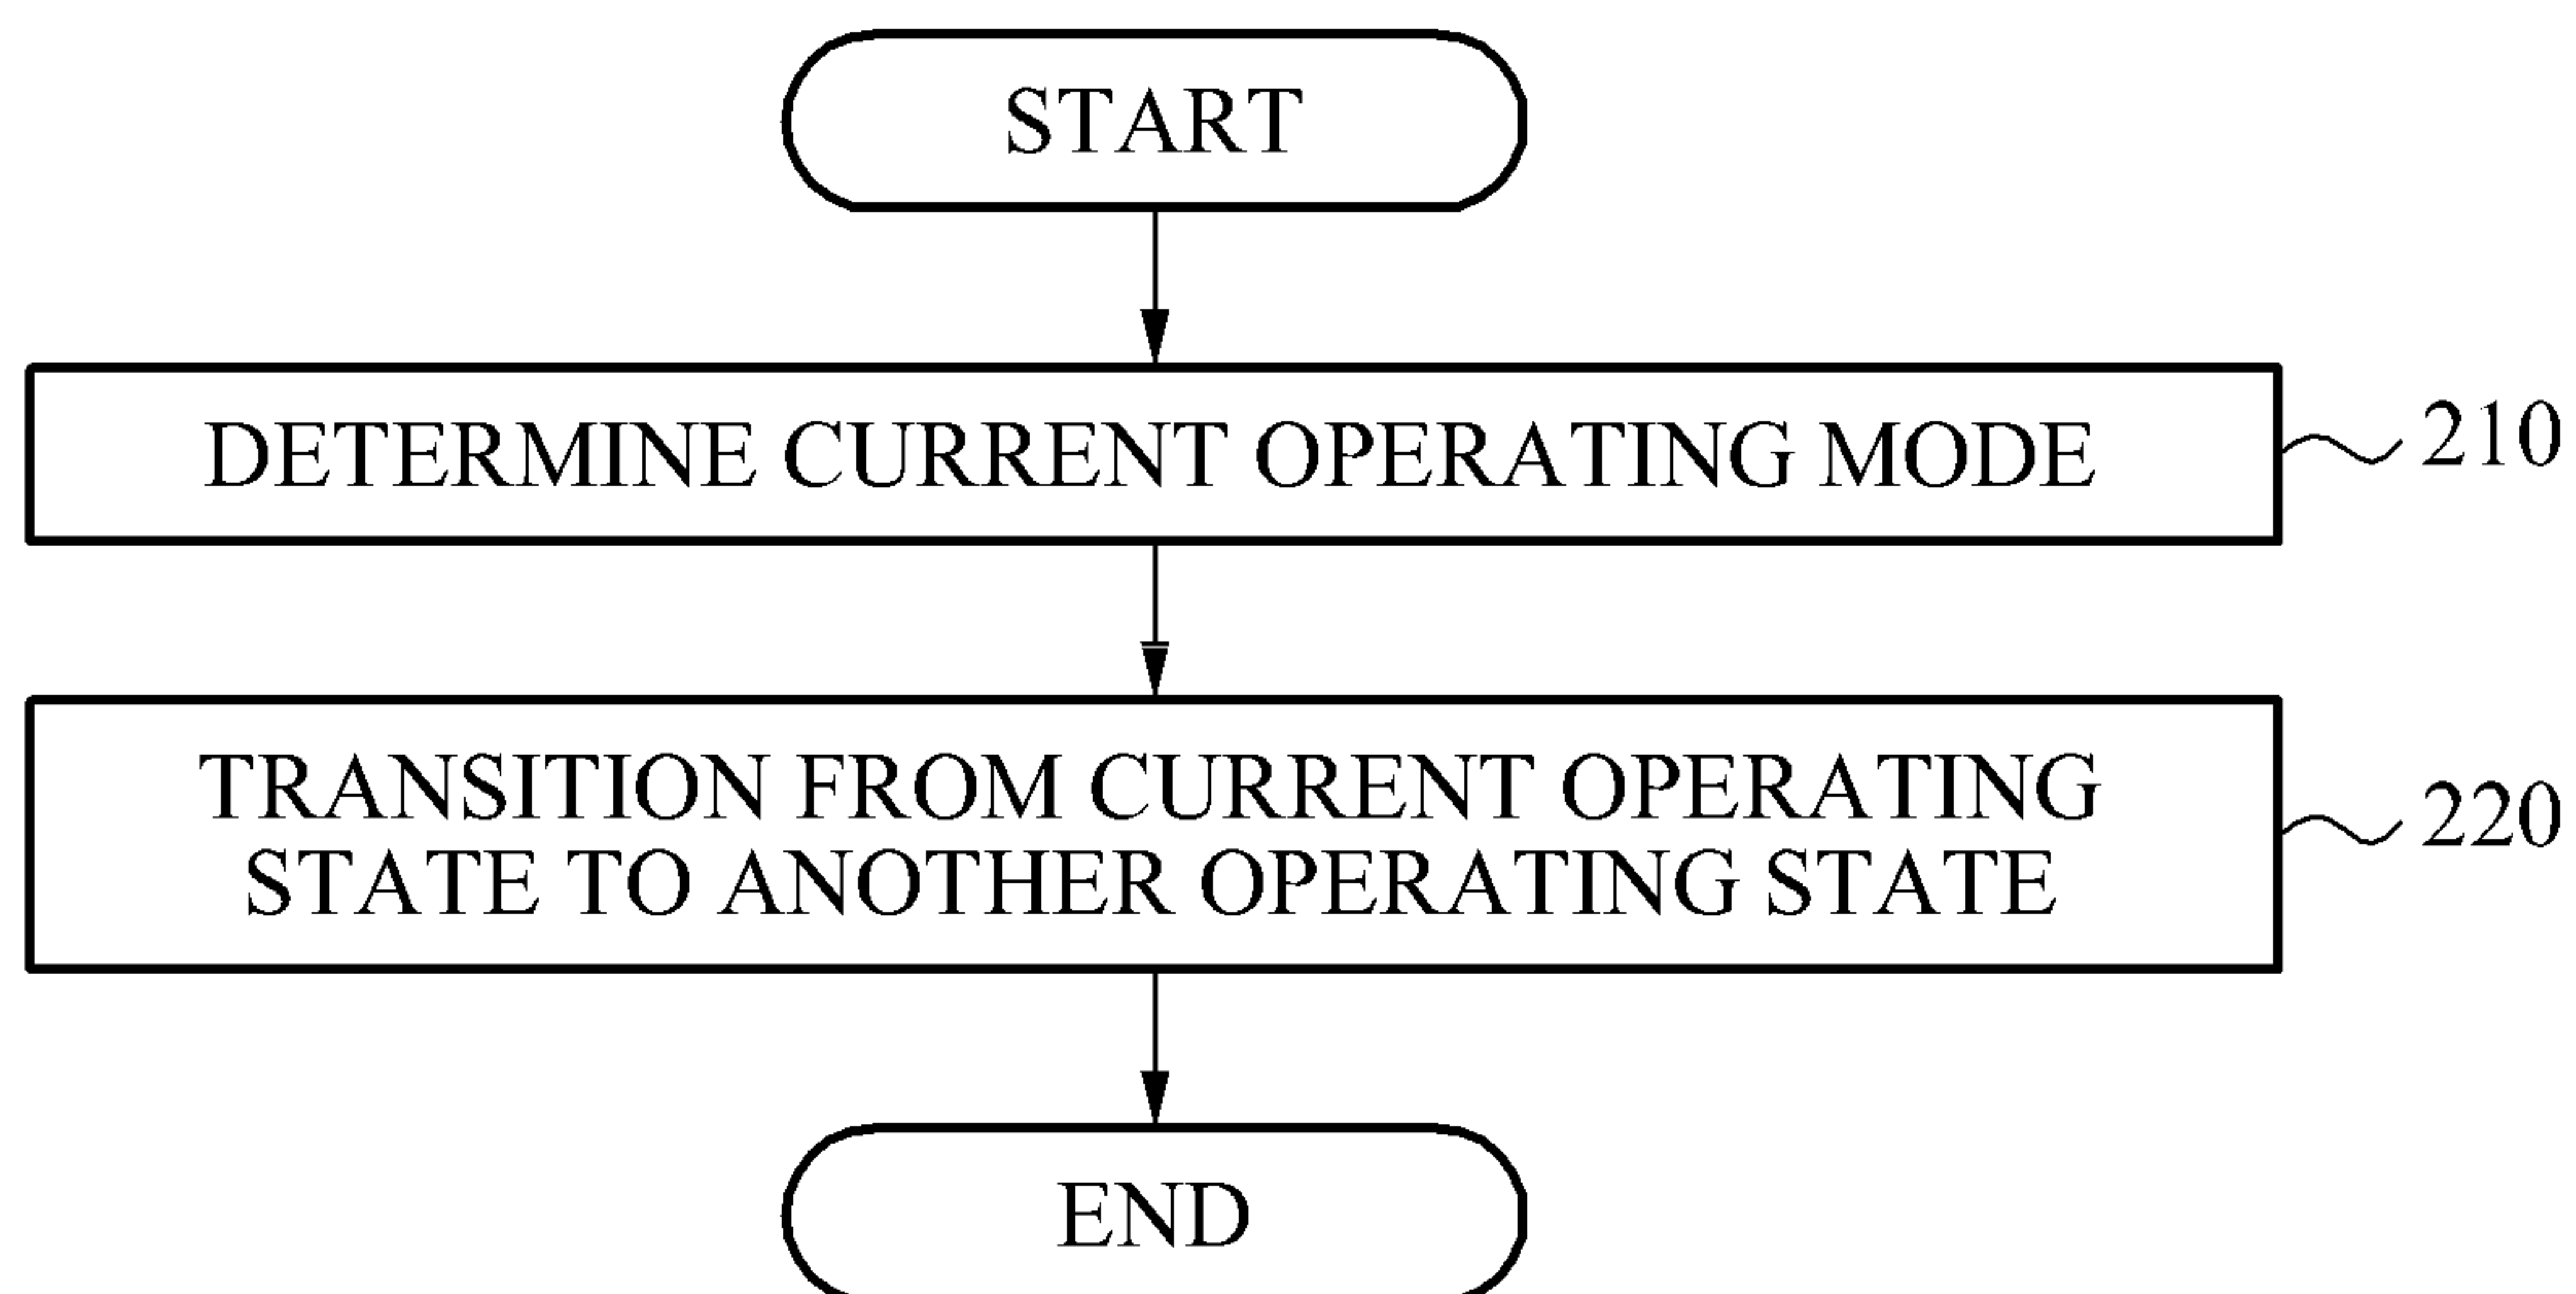 START
DETERMINE CURRENT OPERATING MODE
210
TRANSITION FROM CURRENT OPERATING
STATE TO ANOTHER OPERATING STATE
220
END